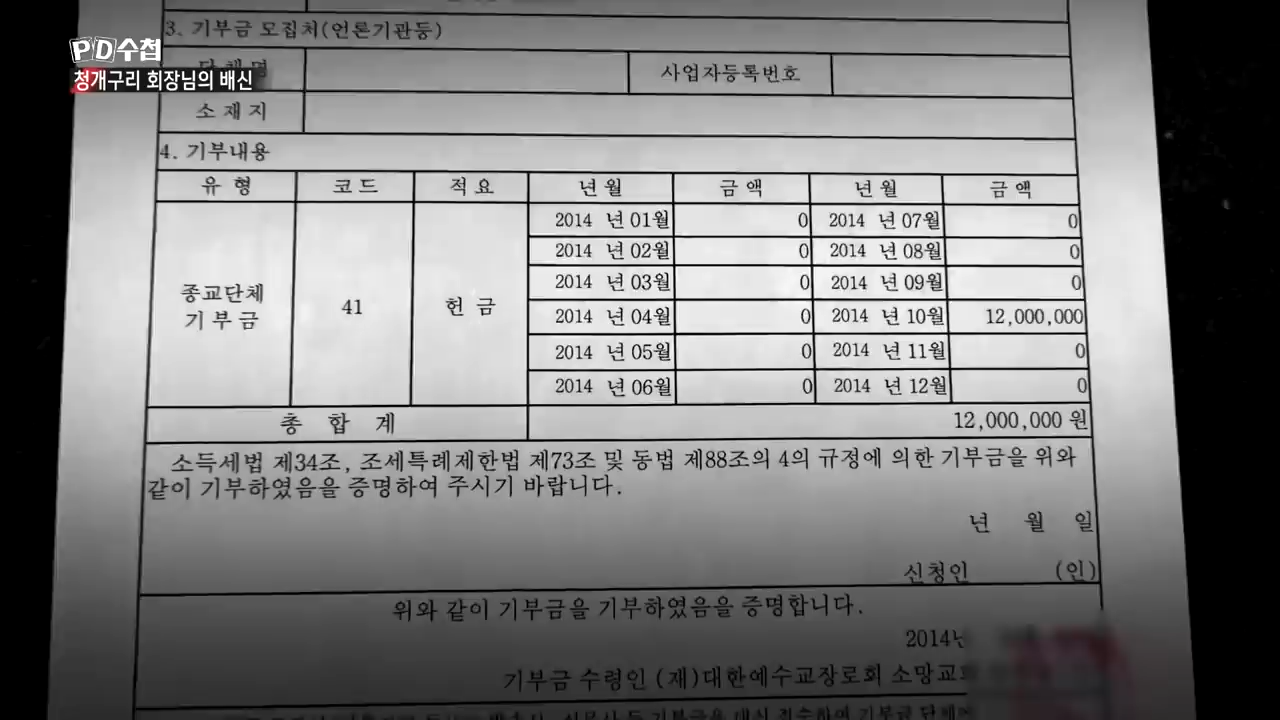 PD수첩
청개구리 회장님의 배신
3. 기부금 모집처(언론기관등)
사업자등록번호
소 재 지
4. 기부내용
유 형 코 드 적 요 년 월 금 액 년 월 금 액
종교단체 기 부 금 41 헌 금
2014 년 01월 0 2014 년 07월 0
2014 년 02월 0 2014 년 08월 0
2014 년 03월 0 2014 년 09월 0
2014 년 04월 0 2014 년 10월 12,000,000
2014 년 05월 0 2014 년 11월 0
2014 년 06월 0 2014 년 12월 0
총 합 계 12,000,000 원
소득세법 제34조, 조세특례제한법 제73조 및 동법 제88조의 4의 규정에 의한 기부금을 위와
같이 기부하였음을 증명하여 주시기 바랍니다.
년 월 일
신청인 (인)
위와 같이 기부금을 기부하였음을 증명합니다.
2014년
기부금 수령인 (재)대한예수교장로회 소망교회